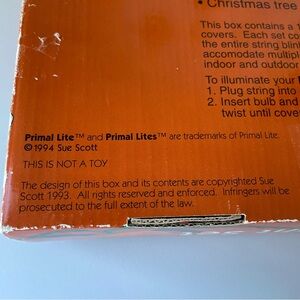 • Christmas tree
This box contains a
covers. Each set co
the entire string blin
accomodate multipl
indoor and outdoor
To illuminate your
1. Plug string into
2. Insert bulb and
twist until cove
Primal Lite™ and Primal Lites™ are trademarks of Primal Lite.
©1994 Sue Scott
THIS IS NOT A TOY
The design of this box and its contents are copyrighted Sue
Scott 1993. All rights reserved and enforced. Infringers will be
prosecuted to the full extent of the law.